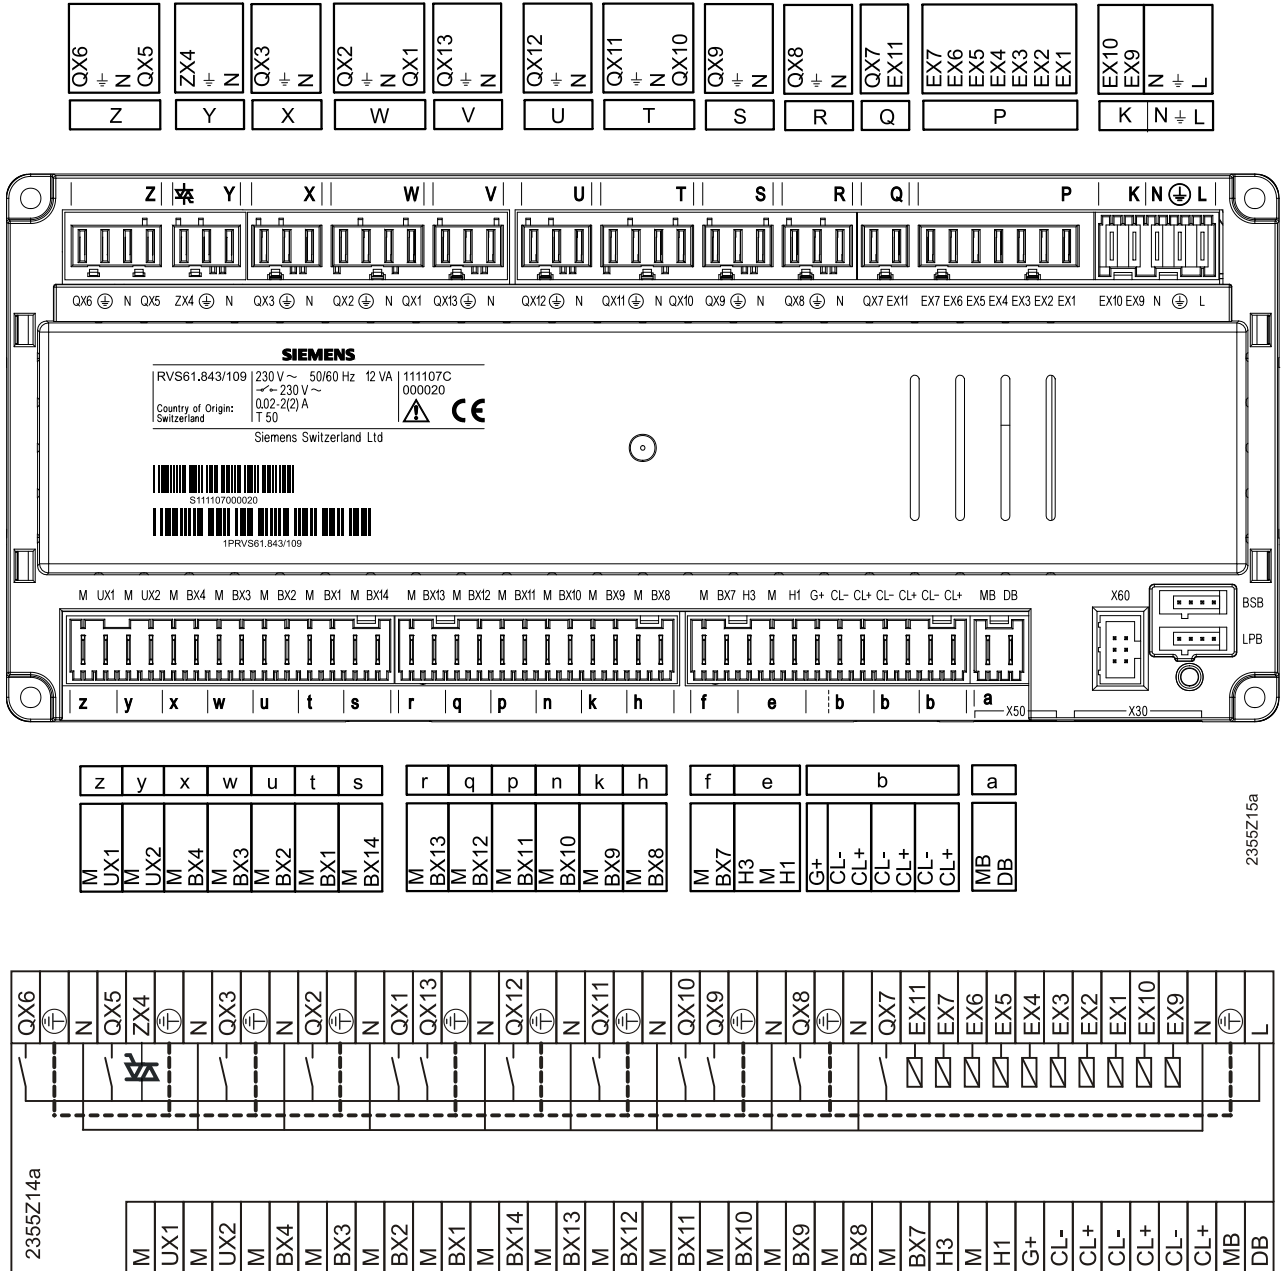 QX6 ⏚ N QX5
ZX4 ⏚ N
QX3 ⏚ N
QX2 ⏚ N QX1
QX13 ⏚ N
QX12 ⏚ N
QX11 ⏚ N QX10
QX9 ⏚ N
QX8 ⏚ N
QX7 EX11
EX7 EX6 EX5 EX4 EX3 EX2 EX1
EX10 EX9
N ⏚ L
Z Y X W V U T S R Q P K N ⏚ L
Z Y X W V U T S R Q P K N ⏚ L
QX6 ⏚ N QX5 ZX4 ⏚ N QX3 ⏚ N QX2 ⏚ N QX1 QX13 ⏚ N QX12 ⏚ N QX11 ⏚ N QX10 QX9 ⏚ N QX8 ⏚ N QX7 EX11 EX7 EX6 EX5 EX4 EX3 EX2 EX1 EX10 EX9 N ⏚ L
SIEMENS
RVS61.843/109 230 V ~ 50/60 Hz 12 VA 111107C
230 V ~ 000020
Country of Origin: 0.02-2(2) A
Switzerland T 50 CE
Siemens Switzerland Ltd
S111107000020
1PRVS61.843/109
M UX1 M UX2 M BX4 M BX3 M BX2 M BX1 M BX14 M BX13 M BX12 M BX11 M BX10 M BX9 M BX8 M BX7 H3 M H1 G+ CL- CL+ CL- CL+ CL- CL+ MB DB X60
BSB
LPB
z y x w u t s r q p n k h f e b b b a
X50 X30
z y x w u t s r q p n k h f e b a
M UX1
M UX2
M BX4
M BX3
M BX2
M BX1
M BX14
M BX13
M BX12
M BX11
M BX10
M BX9
M BX8
M BX7
H3 M H1
G+ CL- CL+ CL- CL+ CL- CL+
MB DB
2355Z15a
QX6 ⏚ N QX5 ZX4 ⏚ N QX3 ⏚ N QX2 ⏚ N QX1 QX13 ⏚ N QX12 ⏚ N QX11 ⏚ N QX10 QX9 ⏚ N QX8 ⏚ N QX7 EX11 EX7 EX6 EX5 EX4 EX3 EX2 EX1 EX10 EX9 N ⏚ L
2355Z14a
M UX1 M UX2 M BX4 M BX3 M BX2 M BX1 M BX14 M BX13 M BX12 M BX11 M BX10 M BX9 M BX8 M BX7 H3 M H1 G+ CL- CL+ CL- CL+ CL- CL+ MB DB